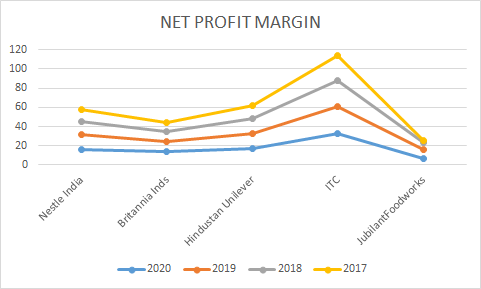 NET PROFIT MARGIN
120
100
80
60
40
20
0
Nestle India
Britannia Inds
Hindustan Unilever
ITC
JubilantFoodworks
2020 2019 2018 2017